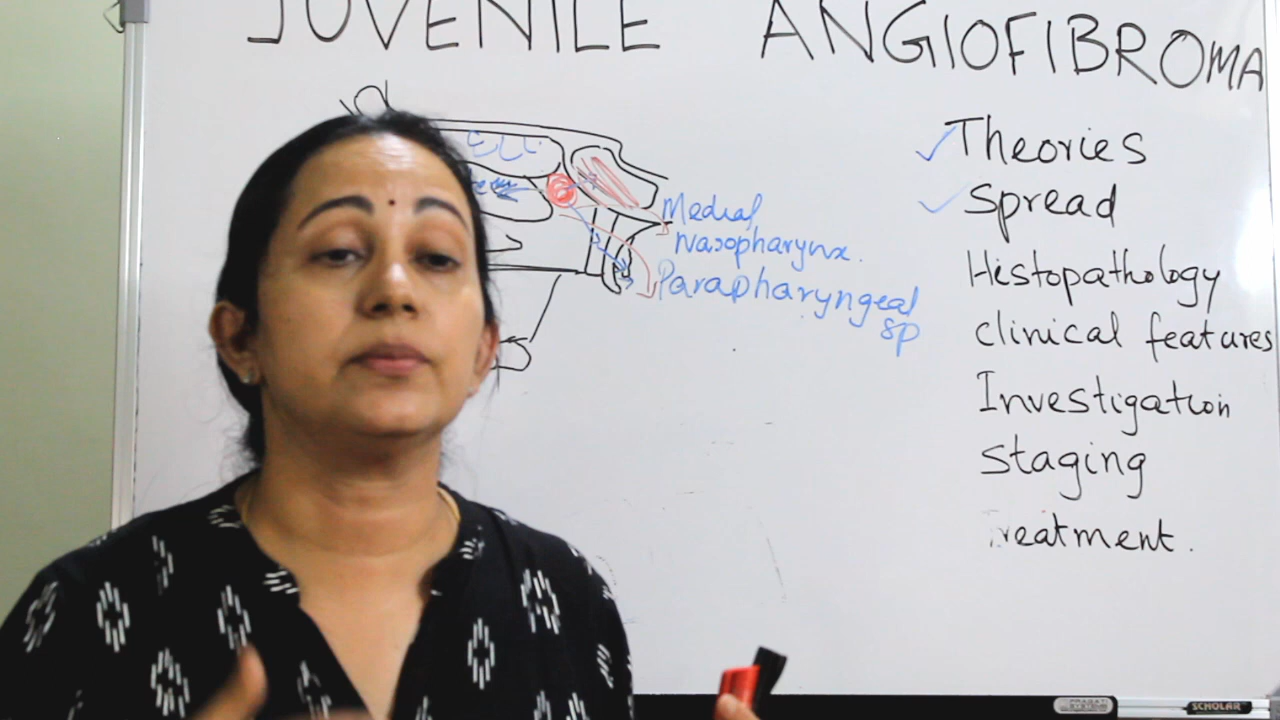 JUVENILE ANGIOFIBROMA
Theories
Spread
Histopathology
clinical features
Investigation
Staging
reatment.
Medial
Nasopharynx.
Parapharyngeal
sp
SCHOLAR